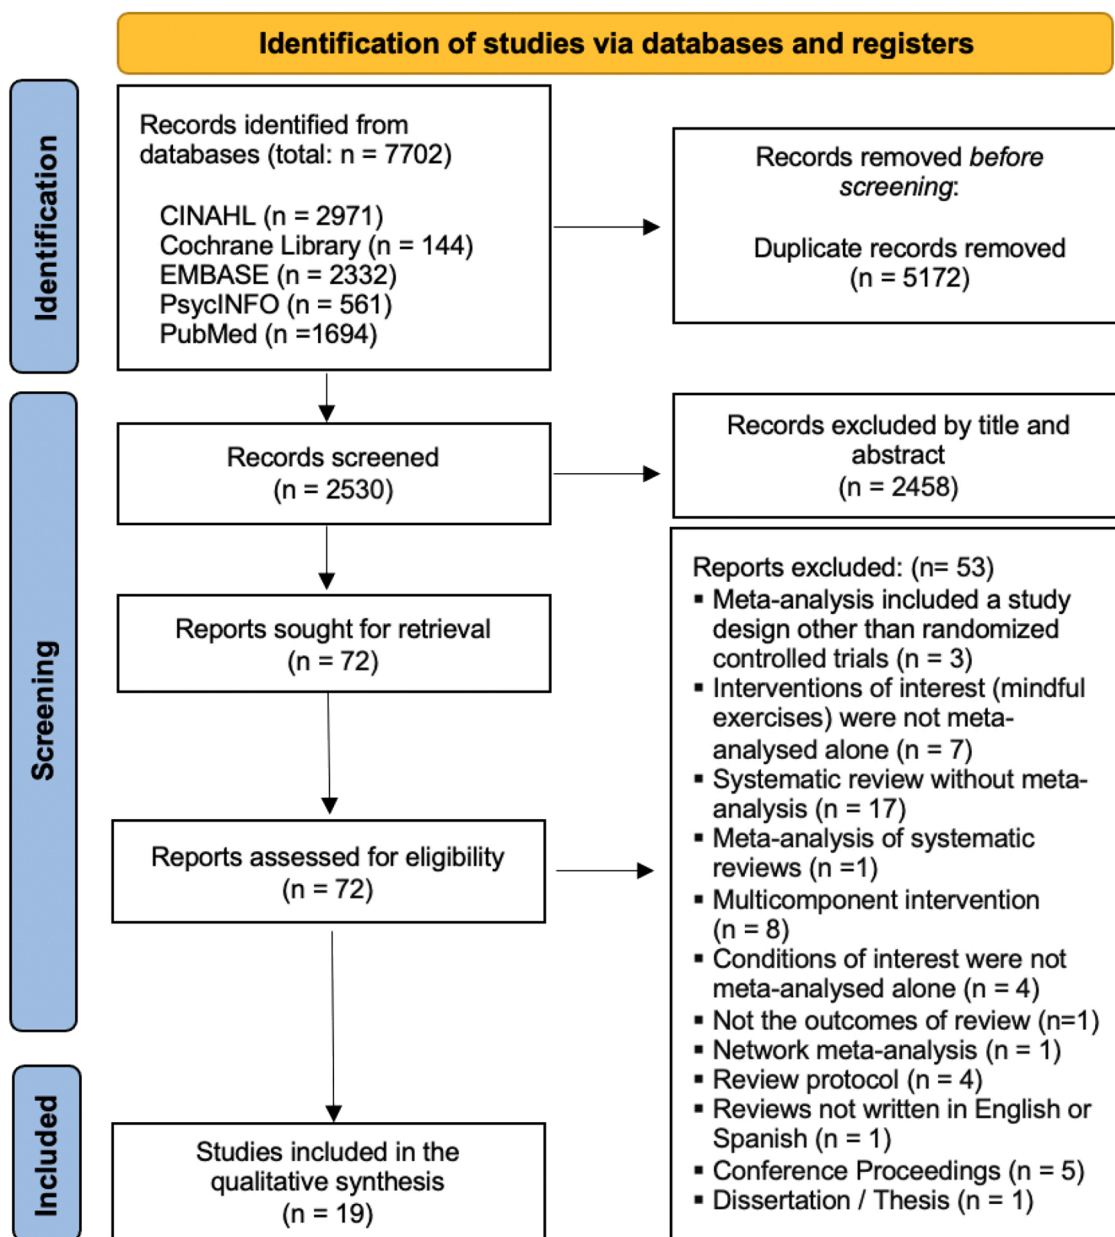 Identification of studies via databases and registers
Identification
Records identified from
databases (total: n = 7702)
CINAHL (n = 2971)
Cochrane Library (n = 144)
EMBASE (n = 2332)
PsycINFO (n = 561)
PubMed (n =1694)
Records removed before
screening:
Duplicate records removed
(n = 5172)
Screening
Records screened
(n = 2530)
Records excluded by title and
abstract
(n = 2458)
Reports sought for retrieval
(n = 72)
Reports assessed for eligibility
(n = 72)
Reports excluded: (n= 53)
▪ Meta-analysis included a study
design other than randomized
controlled trials (n = 3)
▪ Interventions of interest (mindful
exercises) were not meta-
analysed alone (n = 7)
▪ Systematic review without meta-
analysis (n = 17)
▪ Meta-analysis of systematic
reviews (n =1)
▪ Multicomponent intervention
(n = 8)
▪ Conditions of interest were not
meta-analysed alone (n = 4)
▪ Not the outcomes of review (n=1)
▪ Network meta-analysis (n = 1)
▪ Review protocol (n = 4)
▪ Reviews not written in English or
Spanish (n = 1)
▪ Conference Proceedings (n = 5)
▪ Dissertation / Thesis (n = 1)
Included
Studies included in the
qualitative synthesis
(n = 19)